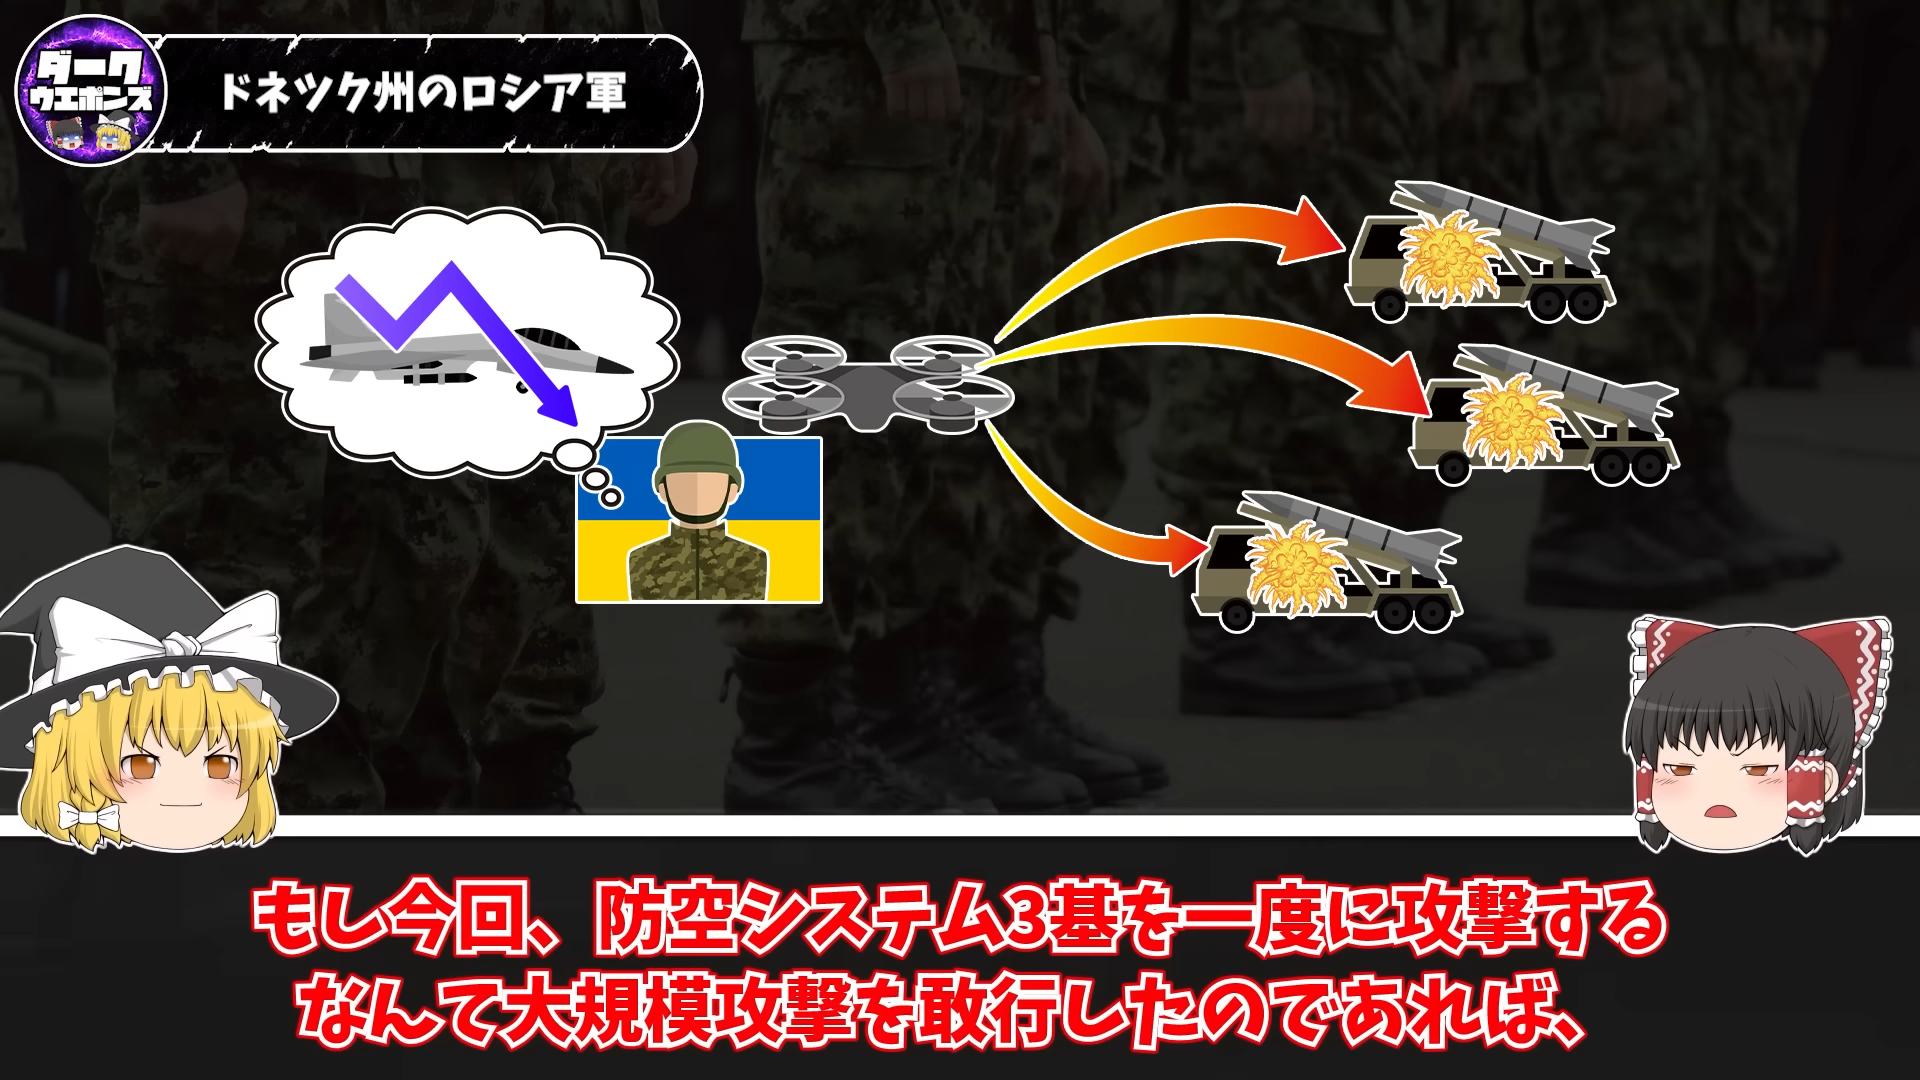 ダーク
ウエポンズ
ドネツク州のロシア軍
もし今回、防空システム3基を一度に攻撃する
なんて大規模攻撃を敢行したのであれば、